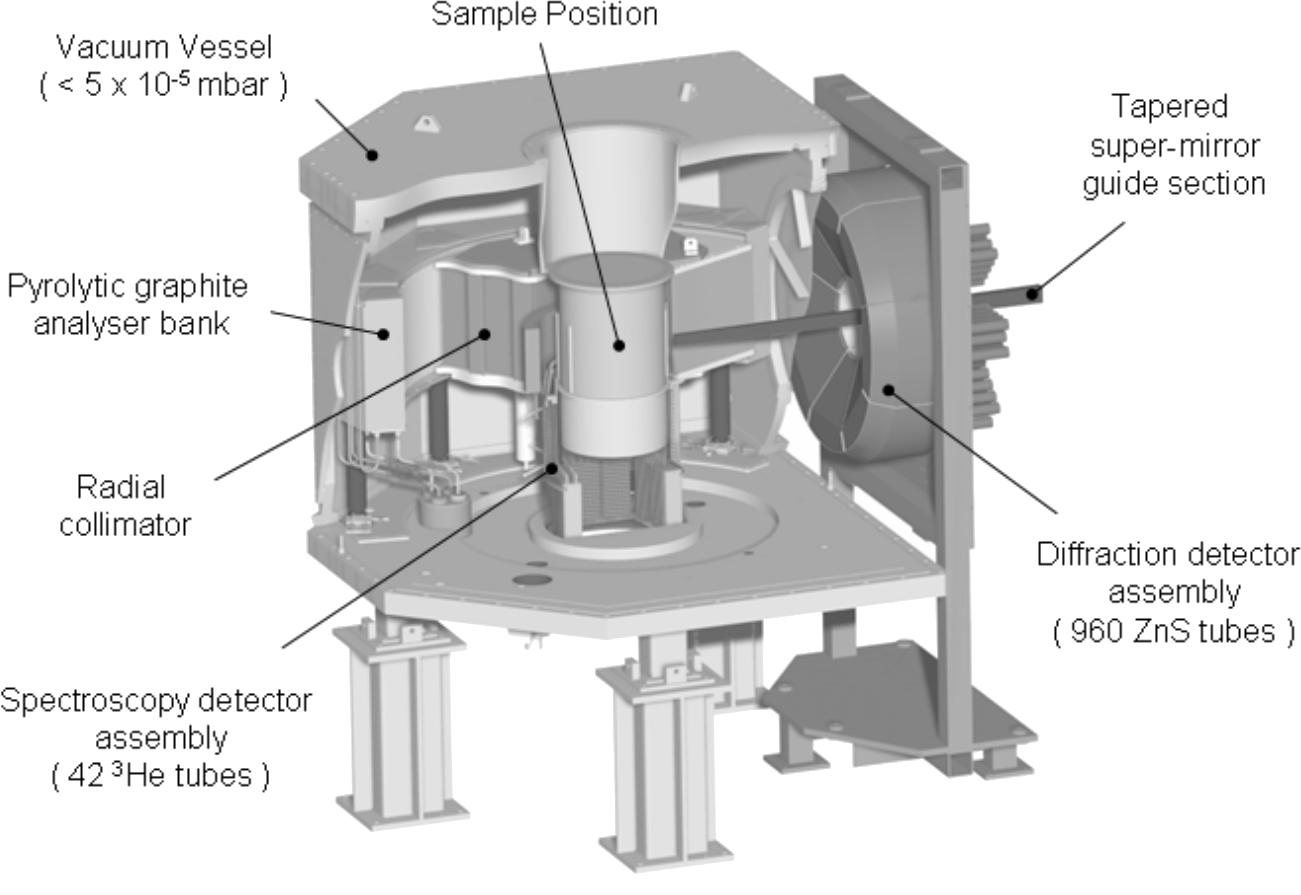 Sample Position
Vacuum Vessel
( < 5 x 10⁻⁵ mbar )
Tapered
super-mirror
guide section
Pyrolytic graphite
analyser bank
Radial
collimator
Diffraction detector
assembly
( 960 ZnS tubes )
Spectroscopy detector
assembly
( 42 ³He tubes )